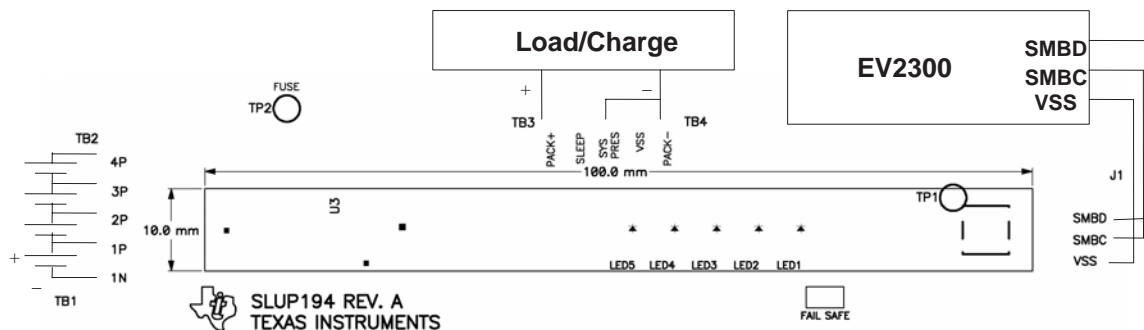 Load/Charge
EV2300
SMBD
SMBC
VSS
+
−
FUSE
TP2
TB3
TB4
PACK+
SLEEP
SYS
PRES
VSS
PACK−
TB2
4P
3P
2P
1P
1N
+
−
TB1
100.0 mm
10.0 mm
U3
TP1
J1
SMBD
SMBC
VSS
LED5 LED4 LED3 LED2 LED1
SLUP194 REV. A
TEXAS INSTRUMENTS
FAIL SAFE